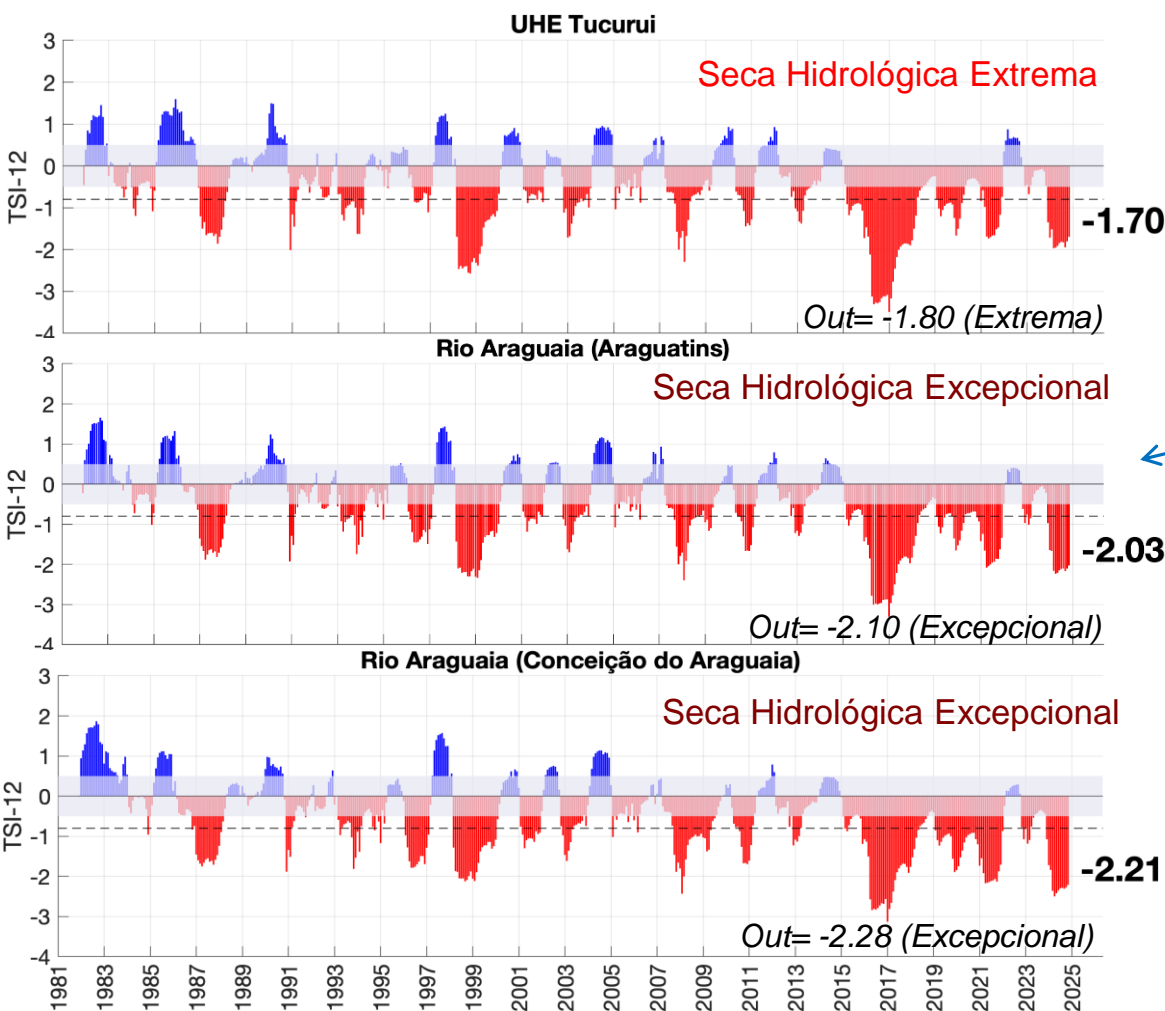 UHE Tucurui
Seca Hidrológica Extrema
3
2
1
0
-1
-2
-3
-4
TSI-12
-1.70
Out= -1.80 (Extrema)
Rio Araguaia (Araguatins)
Seca Hidrológica Excepcional
3
2
1
0
-1
-2
-3
-4
TSI-12
-2.03
Out= -2.10 (Excepcional)
Rio Araguaia (Conceição do Araguaia)
Seca Hidrológica Excepcional
3
2
1
0
-1
-2
-3
-4
TSI-12
-2.21
Out= -2.28 (Excepcional)
1981 1983 1985 1987 1989 1991 1993 1995 1997 1999 2001 2003 2005 2007 2009 2011 2013 2015 2017 2019 2021 2023 2025